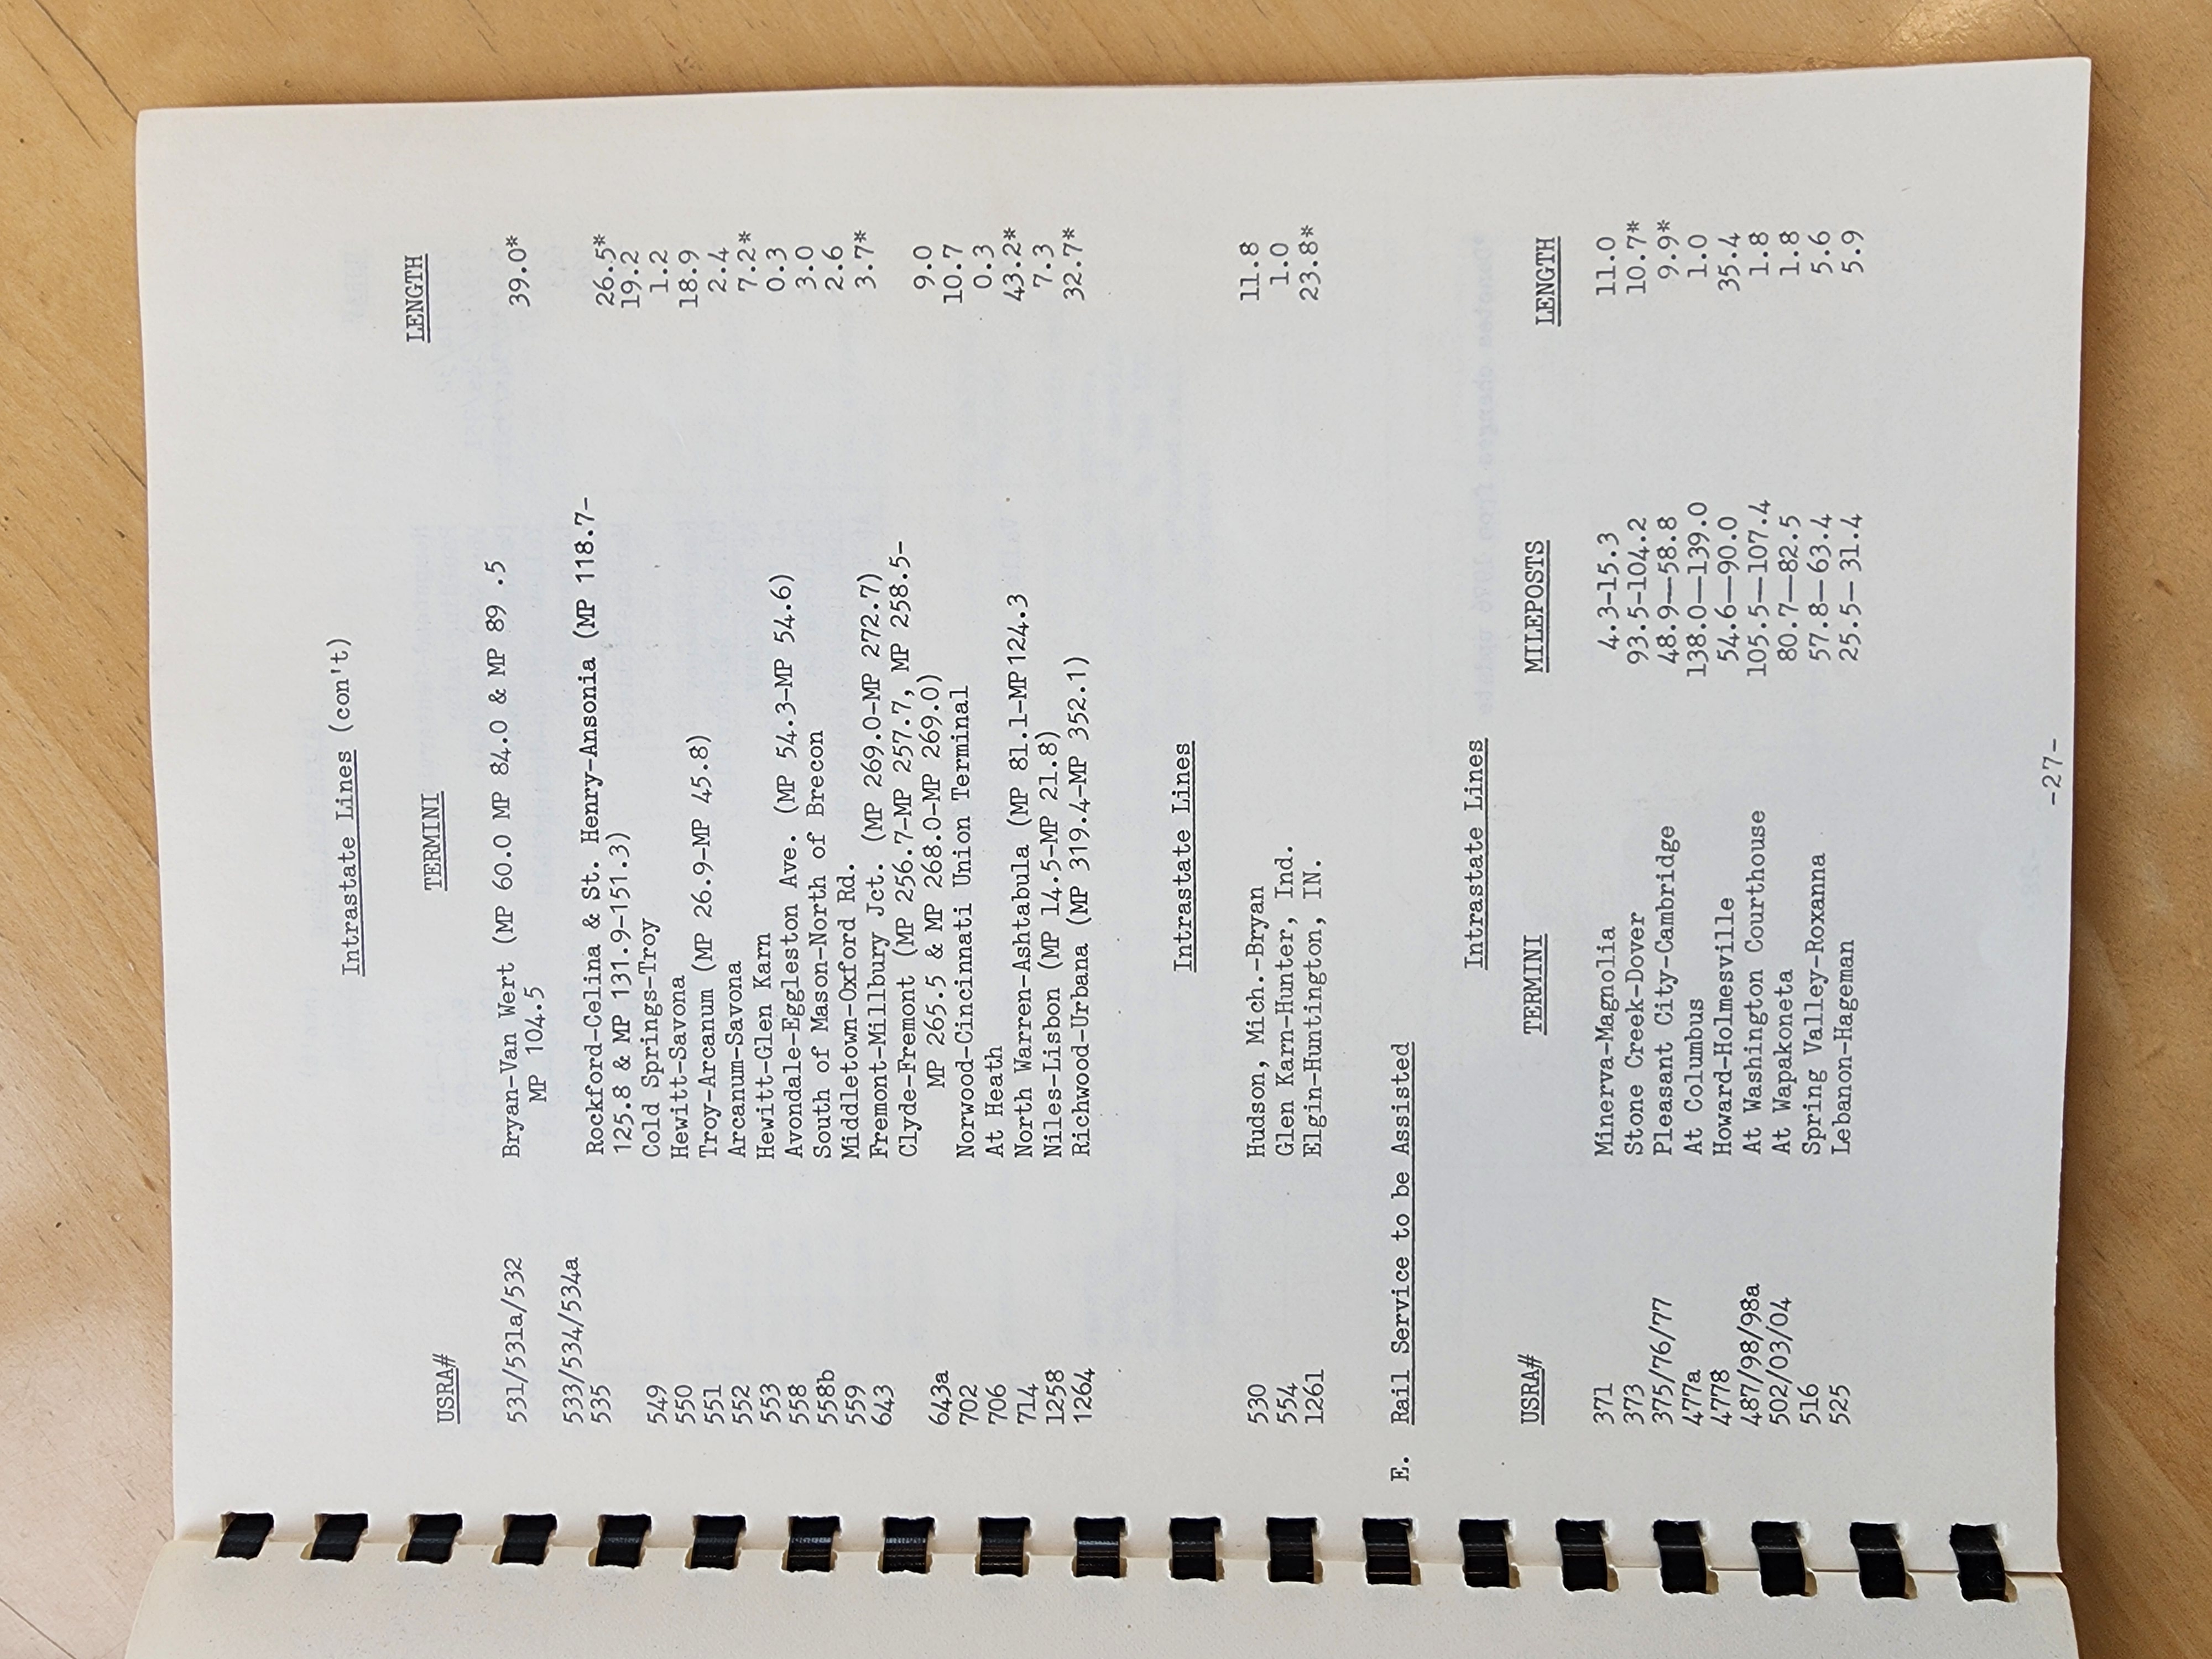 Intrastate Lines (con't)
USRA# TERMINI LENGTH
531/531a/532 Bryan-Van Wert (MP 60.0 MP 84.0 & MP 89 .5 39.0*
MP 104.5
533/534/534a
535 Rockford-Celina & St. Henry-Ansonia (MP 118.7- 26.5*
125.8 & MP 131.9-151.3) 19.2
549 Cold Springs-Troy 1.2
550 Hewitt-Savona 18.9
551 Troy-Arcanum (MP 26.9-MP 45.8) 2.4
552 Arcanum-Savona 7.2*
553 Hewitt-Glen Karn 0.3
558 Avondale-Eggleston Ave. (MP 54.3-MP 54.6) 3.0
558b South of Mason-North of Brecon 2.6
559 Middletown-Oxford Rd. 3.7*
643 Fremont-Millbury Jct. (MP 269.0-MP 272.7)
Clyde-Fremont (MP 256.7-MP 257.7, MP 258.5- 9.0
643a MP 265.5 & MP 268.0-MP 269.0) 10.7
702 Norwood-Cincinnati Union Terminal 0.3
706 At Heath 43.2*
714 North Warren-Ashtabula (MP 81.1-MP124.3 7.3
1258 Niles-Lisbon (MP 14.5-MP 21.8) 32.7*
1264 Richwood-Urbana (MP 319.4-MP 352.1)
Intrastate Lines
530 Hudson, Mich.-Bryan 11.8
554 Glen Karn-Hunter, Ind. 1.0
1261 Elgin-Huntington, IN. 23.8*
E. Rail Service to be Assisted
Intrastate Lines
USRA# TERMINI MILEPOSTS LENGTH
371 Minerva-Magnolia 4.3-15.3 11.0
373 Stone Creek-Dover 93.5-104.2 10.7*
375/76/77 Pleasant City-Cambridge 48.9—58.8 9.9*
477a At Columbus 138.0—139.0 1.0
4778 Howard-Holmesville 54.6—90.0 35.4
487/98/98a At Washington Courthouse 105.5—107.4 1.8
502/03/04 At Wapakoneta 80.7—82.5 1.8
516 Spring Valley-Roxanna 57.8—63.4 5.6
525 Lebanon-Hageman 25.5— 31.4 5.9
-27-